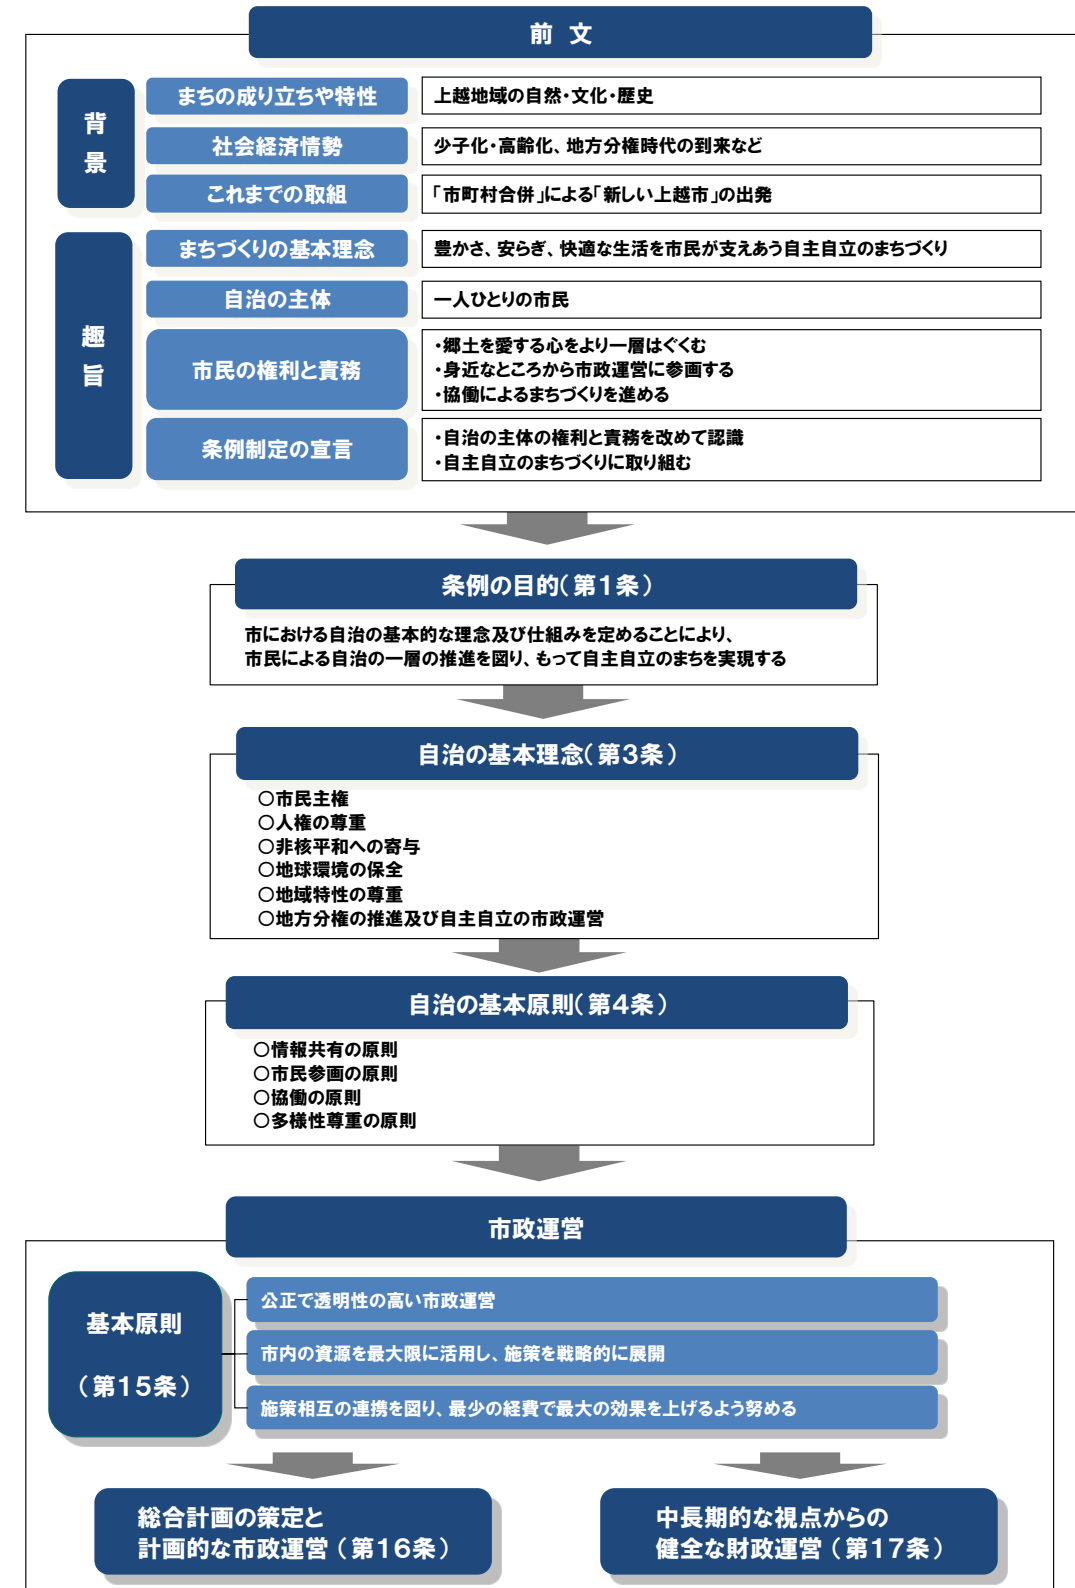 前 文
背景
まちの成り立ちや特性
上越地域の自然・文化・歴史
社会経済情勢
少子化・高齢化、地方分権時代の到来など
これまでの取組
「市町村合併」による「新しい上越市」の出発
趣旨
まちづくりの基本理念
豊かさ、安らぎ、快適な生活を市民が支えあう自主自立のまちづくり
自治の主体
一人ひとりの市民
市民の権利と責務
・郷土を愛する心をより一層はぐくむ
・身近なところから市政運営に参画する
・協働によるまちづくりを進める
条例制定の宣言
・自治の主体の権利と責務を改めて認識
・自主自立のまちづくりに取り組む
条例の目的(第1条)
市における自治の基本的な理念及び仕組みを定めることにより、
市民による自治の一層の推進を図り、もって自主自立のまちを実現する
自治の基本理念(第3条)
○市民主権
○人権の尊重
○非核平和への寄与
○地球環境の保全
○地域特性の尊重
○地方分権の推進及び自主自立の市政運営
自治の基本原則(第4条)
○情報共有の原則
○市民参画の原則
○協働の原則
○多様性尊重の原則
市政運営
基本原則
(第15条)
公正で透明性の高い市政運営
市内の資源を最大限に活用し、施策を戦略的に展開
施策相互の連携を図り、最少の経費で最大の効果を上げるよう努める
総合計画の策定と
計画的な市政運営(第16条)
中長期的な視点からの
健全な財政運営(第17条)